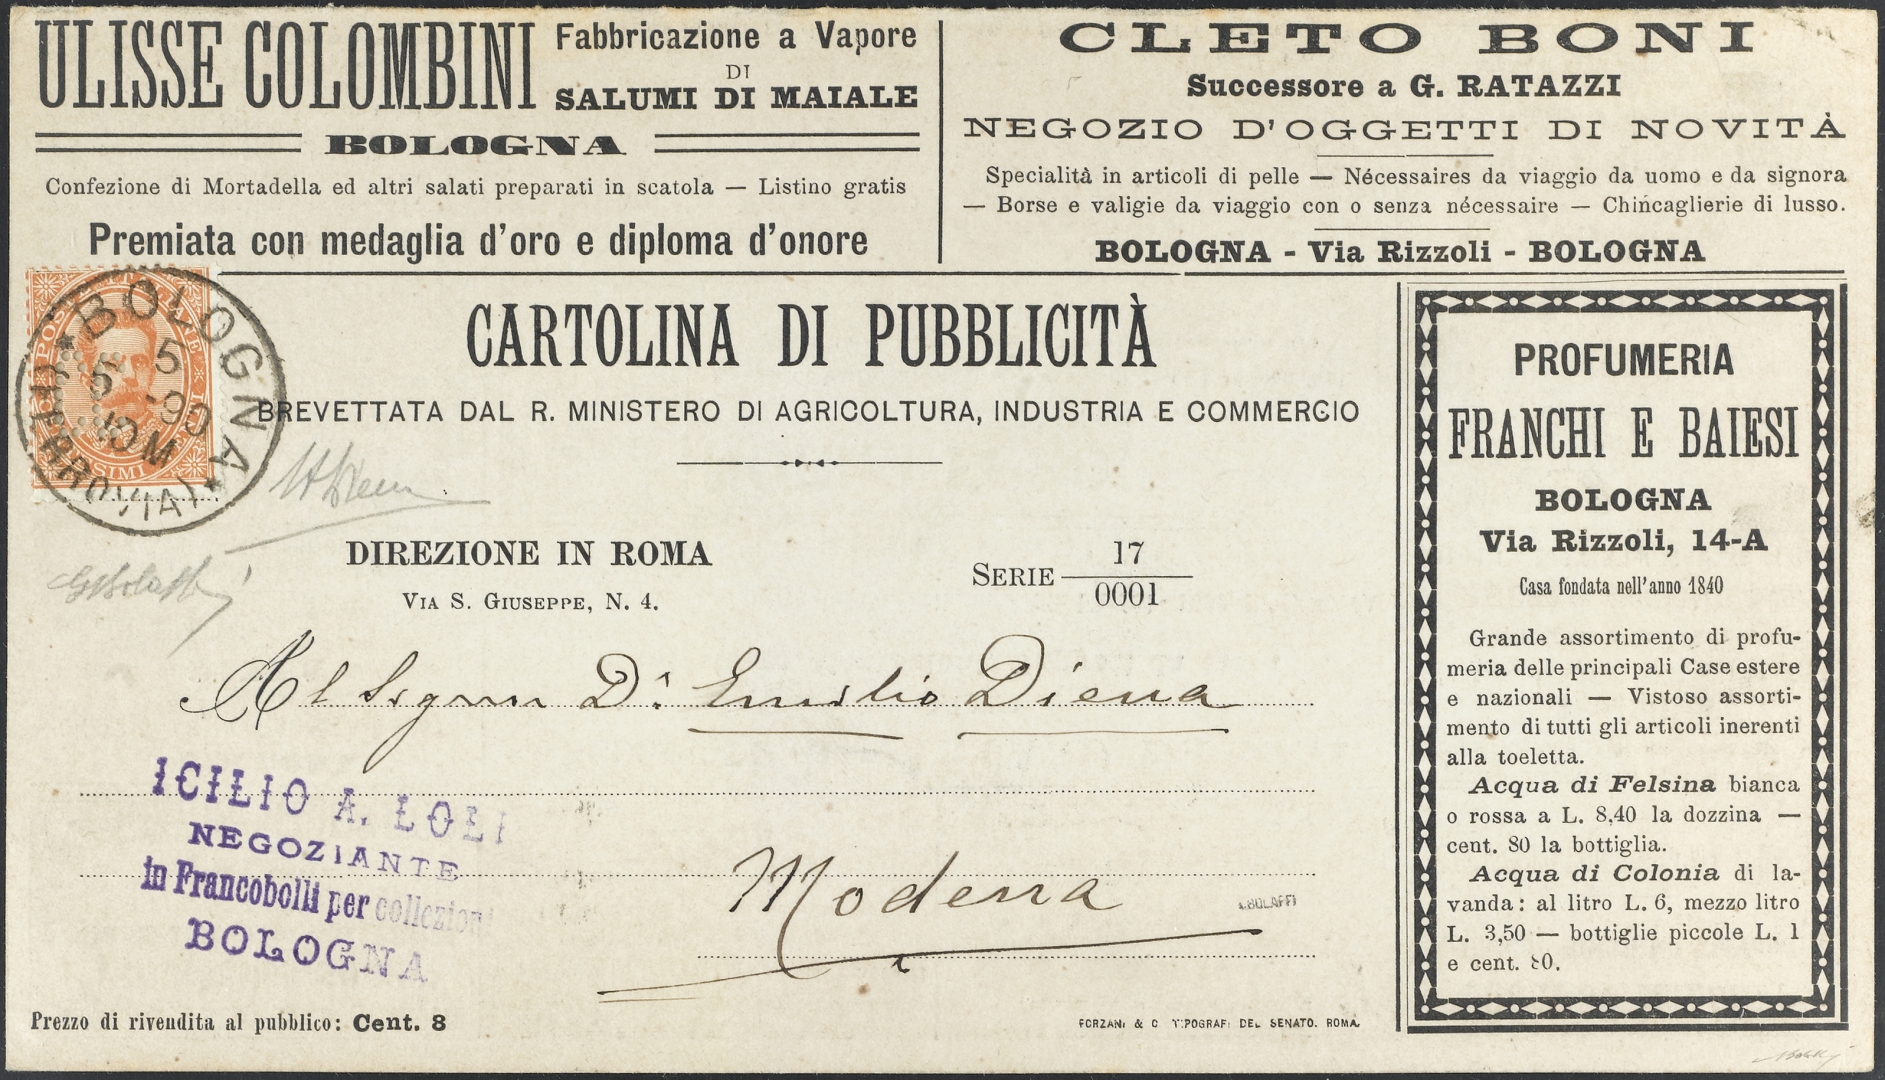 ULISSE COLOMBINI
Fabbricazione a Vapore
DI
SALUMI DI MAIALE
BOLOGNA
Confezione di Mortadella ed altri salati preparati in scatola — Listino gratis
Premiata con medaglia d'oro e diploma d'onore
CLETO BONI
Successore a G. RATAZZI
NEGOZIO D'OGGETTI DI NOVITÀ
Specialità in articoli di pelle — Nécessaires da viaggio da uomo e da signora
— Borse e valigie da viaggio con o senza nécessaire — Chincaglierie di lusso.
BOLOGNA - Via Rizzoli - BOLOGNA
BOLOGNA
5
5 -90
10 M
(FERROVIA)
CARTOLINA DI PUBBLICITÀ
BREVETTATA DAL R. MINISTERO DI AGRICOLTURA, INDUSTRIA E COMMERCIO
DIREZIONE IN ROMA
VIA S. GIUSEPPE, N. 4.
SERIE 17
0001
Al Signor Dr. Emilio Diena
ICILIO A. LOLI
NEGOZIANTE
in Francobolli per collezioni
BOLOGNA
Modena
BOLAFFI
Prezzo di rivendita al pubblico: Cent. 8
FORZANI & C. TIPOGRAFI DEL SENATO. ROMA.
PROFUMERIA
FRANCHI E BAIESI
BOLOGNA
Via Rizzoli, 14-A
Casa fondata nell'anno 1840
Grande assortimento di profu-
meria delle principali Case estere
e nazionali — Vistoso assorti-
mento di tutti gli articoli inerenti
alla toeletta.
Acqua di Felsina bianca
o rossa a L. 8,40 la dozzina —
cent. 80 la bottiglia.
Acqua di Colonia di la-
vanda: al litro L. 6, mezzo litro
L. 3,50 — bottiglie piccole L. 1
e cent. 80.